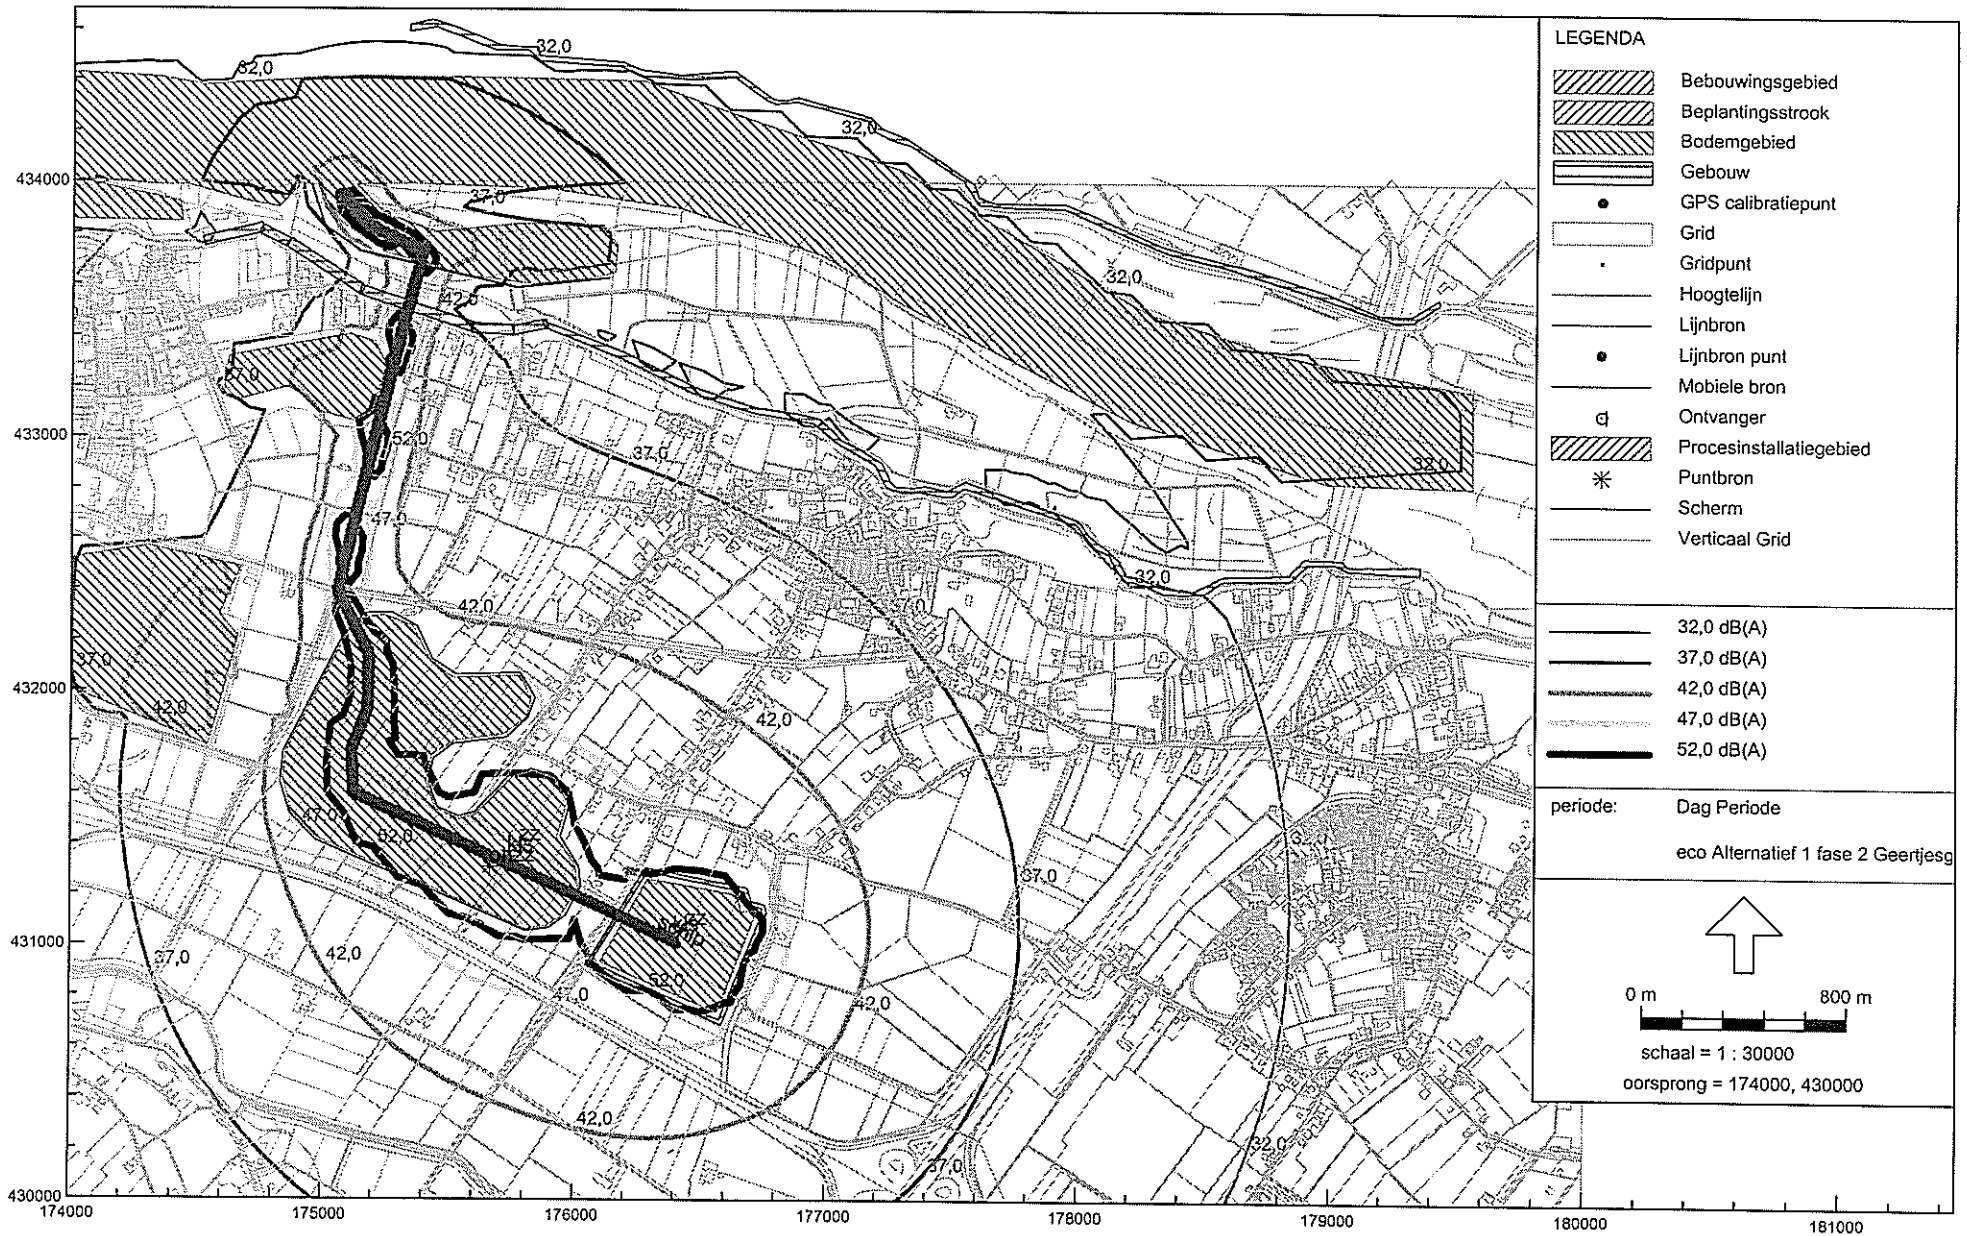 LEGENDA
Bebouwingsgebied
Beplantingsstrook
Bodemgebied
Gebouw
GPS calibratiepunt
Grid
Gridpunt
Hoogtelijn
Lijnbron
Lijnbron punt
Mobiele bron
Ontvanger
Procesinstallatiegebied
Puntbron
Scherm
Verticaal Grid
32,0 dB(A)
37,0 dB(A)
42,0 dB(A)
47,0 dB(A)
52,0 dB(A)
periode: Dag Periode
eco Alternatief 1 fase 2 Geertjesg
0 m 800 m
schaal = 1 : 30000
oorsprong = 174000, 430000
434000
433000
432000
431000
430000
174000 175000 176000 177000 178000 179000 180000 181000
32,0
32,0
32,0
37,0
32,0
42,0
37,0
52,0
37,0
32,0
47,0
32,0
42,0
37,0
37,0
42,0
42,0
47,0
52,0
37,0
37,0
42,0
52,0
47,0
42,0
42,0
32,0
37,0